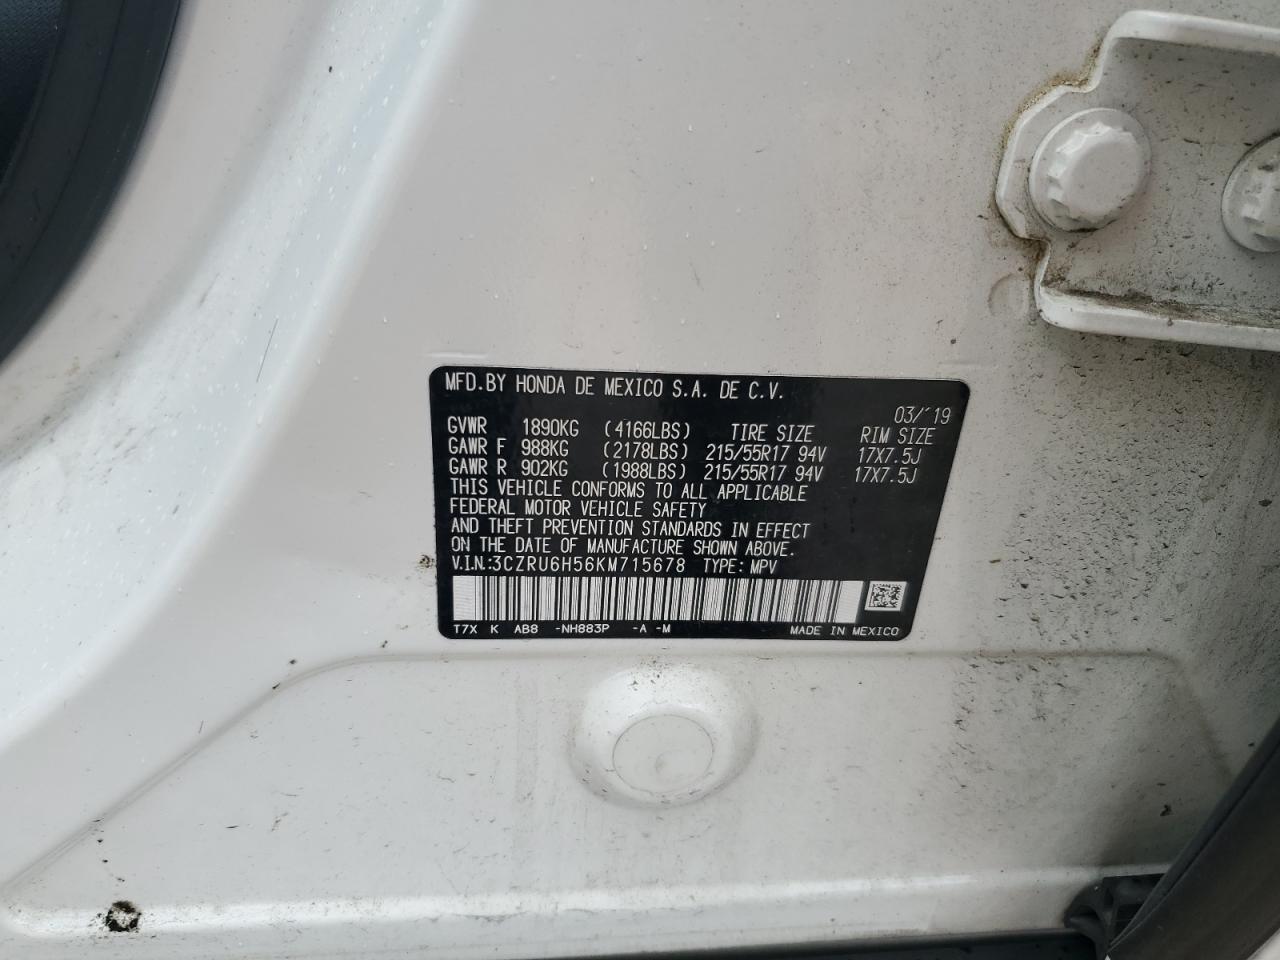 MFD.BY HONDA DE MEXICO S.A. DE C.V.
03/'19
GVWR 1890KG (4166LBS) TIRE SIZE RIM SIZE
GAWR F 988KG (2178LBS) 215/55R17 94V 17X7.5J
GAWR R 902KG (1988LBS) 215/55R17 94V 17X7.5J
THIS VEHICLE CONFORMS TO ALL APPLICABLE
FEDERAL MOTOR VEHICLE SAFETY
AND THEFT PREVENTION STANDARDS IN EFFECT
ON THE DATE OF MANUFACTURE SHOWN ABOVE.
V.I.N.:3CZRU6H56KM715678 TYPE: MPV
T7X K AB8 -NH883P -A -M MADE IN MEXICO